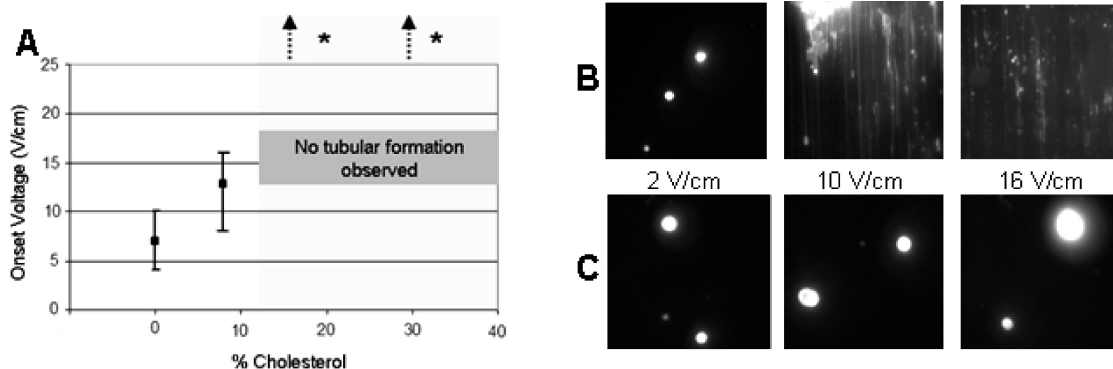 A
*
*
25
20
15
10
5
0
Onset Voltage (V/cm)
No tubular formation
observed
0
10
20
30
40
% Cholesterol
B
2 V/cm
10 V/cm
16 V/cm
C